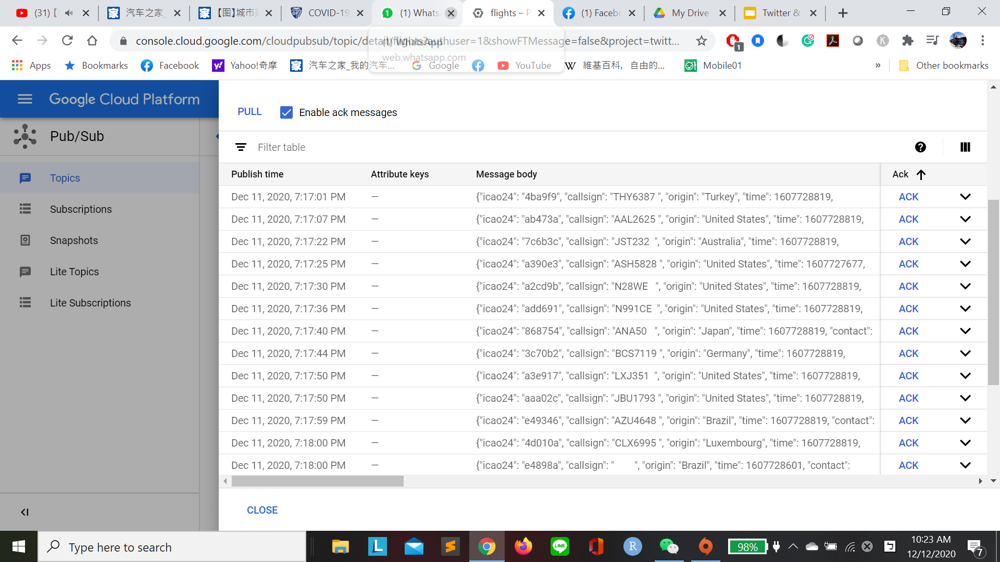 (31)【
汽车之家_
【图】城市
COVID-19
(1) Whats
flights – P
(1) Faceb
My Drive
Twitter &
console.cloud.google.com/cloudpubsub/topic/detail/flights?authuser=1&showFTMessage=false&project=twitt...
(1) WhatsApp
web.whatsapp.com
1
Apps
Bookmarks
Facebook
Yahoo!奇摩
汽车之家_我的汽车...
Google
YouTube
維基百科，自由的...
Mobile01
»
Other bookmarks
Google Cloud Platform
PULL
Enable ack messages
Pub/Sub
Filter table
Topics
Subscriptions
Snapshots
Lite Topics
Lite Subscriptions
Publish time Attribute keys Message body Ack
Dec 11, 2020, 7:17:01 PM — {"icao24": "4ba9f9", "callsign": "THY6387 ", "origin": "Turkey", "time": 1607728819, ACK
Dec 11, 2020, 7:17:07 PM — {"icao24": "ab473a", "callsign": "AAL2625 ", "origin": "United States", "time": 1607728819, ACK
Dec 11, 2020, 7:17:22 PM — {"icao24": "7c6b3c", "callsign": "JST232  ", "origin": "Australia", "time": 1607728819, ACK
Dec 11, 2020, 7:17:25 PM — {"icao24": "a390e3", "callsign": "ASH5828 ", "origin": "United States", "time": 1607727677, ACK
Dec 11, 2020, 7:17:30 PM — {"icao24": "a2cd9b", "callsign": "N28WE   ", "origin": "United States", "time": 1607728819, ACK
Dec 11, 2020, 7:17:36 PM — {"icao24": "add691", "callsign": "N991CE  ", "origin": "United States", "time": 1607728819, ACK
Dec 11, 2020, 7:17:40 PM — {"icao24": "868754", "callsign": "ANA50   ", "origin": "Japan", "time": 1607728819, "contact": ACK
Dec 11, 2020, 7:17:44 PM — {"icao24": "3c70b2", "callsign": "BCS7119 ", "origin": "Germany", "time": 1607728819, ACK
Dec 11, 2020, 7:17:50 PM — {"icao24": "a3e917", "callsign": "LXJ351  ", "origin": "United States", "time": 1607728819, ACK
Dec 11, 2020, 7:17:50 PM — {"icao24": "aaa02c", "callsign": "JBU1793 ", "origin": "United States", "time": 1607728819, ACK
Dec 11, 2020, 7:17:59 PM — {"icao24": "e49346", "callsign": "AZU4648 ", "origin": "Brazil", "time": 1607728819, "contact": ACK
Dec 11, 2020, 7:18:00 PM — {"icao24": "4d010a", "callsign": "CLX6995 ", "origin": "Luxembourg", "time": 1607728819, ACK
Dec 11, 2020, 7:18:00 PM — {"icao24": "e4898a", "callsign": "        ", "origin": "Brazil", "time": 1607728601, "contact": ACK
CLOSE
Type here to search
98%
10:23 AM
12/12/2020
7